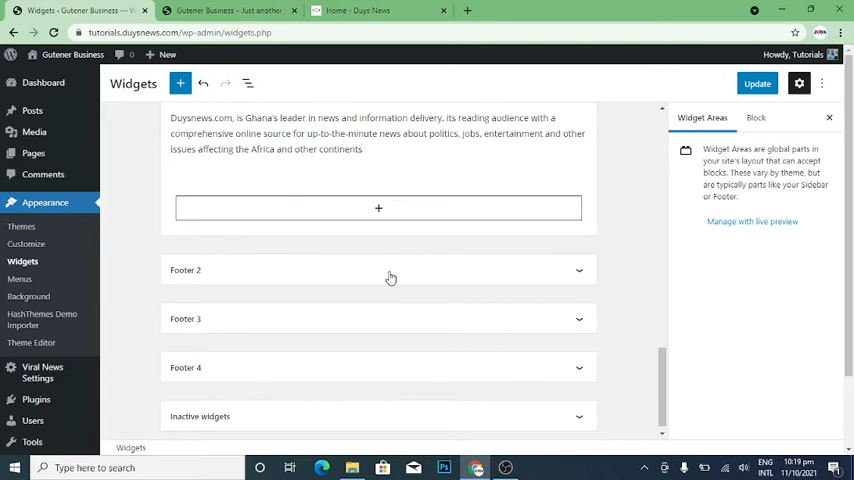 Widgets - Gutener Business — W
Gutener Business – Just another
Home - Duys News
tutorials.duysnews.com/wp-admin/widgets.php
Gutener Business
0
New
Howdy, Tutorials
Dashboard
Posts
Media
Pages
Comments
Appearance
Themes
Customize
Widgets
Menus
Background
HashThemes Demo
Importer
Theme Editor
Viral News
Settings
Plugins
Users
Tools
Widgets
Update
Duysnews.com, is Ghana's leader in news and information delivery. its reading audience with a
comprehensive online source for up-to-the-minute news about politics, jobs, entertainment and other
issues affecting the Africa and other continents
Footer 2
Footer 3
Footer 4
Inactive widgets
Widgets
Widget Areas
Block
Widget Areas are global parts in
your site's layout that can accept
blocks. These vary by theme, but
are typically parts like your Sidebar
or Footer.
Manage with live preview
Type here to search
Ps
ENG
INTL
10:19 pm
11/10/2021